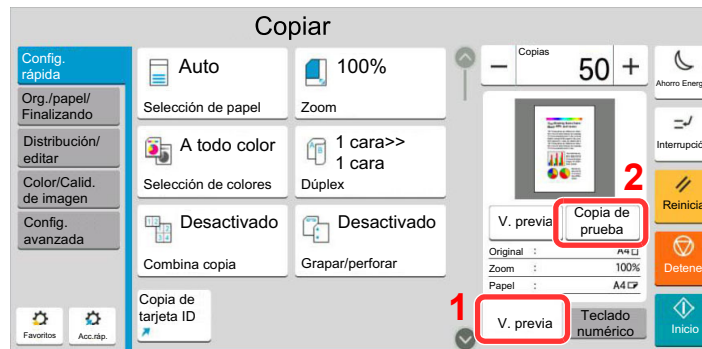 Copiar
Config.
rápida
Org./papel/
Finalizando
Distribución/
editar
Color/Calid.
de imagen
Config.
avanzada
Favoritos
Acc.ráp.
Auto
Selección de papel
100%
Zoom
A todo color
Selección de colores
1 cara>>
1 cara
Dúplex
Desactivado
Combina copia
Desactivado
Grapar/perforar
Copia de
tarjeta ID
Copias
50
V. previa
Copia de
prueba
2
Original : A4
Zoom : 100%
Papel : A4
1
V. previa
Teclado
numérico
Ahorro Energ
Interrupció
Reinicia
Detene
Inicio